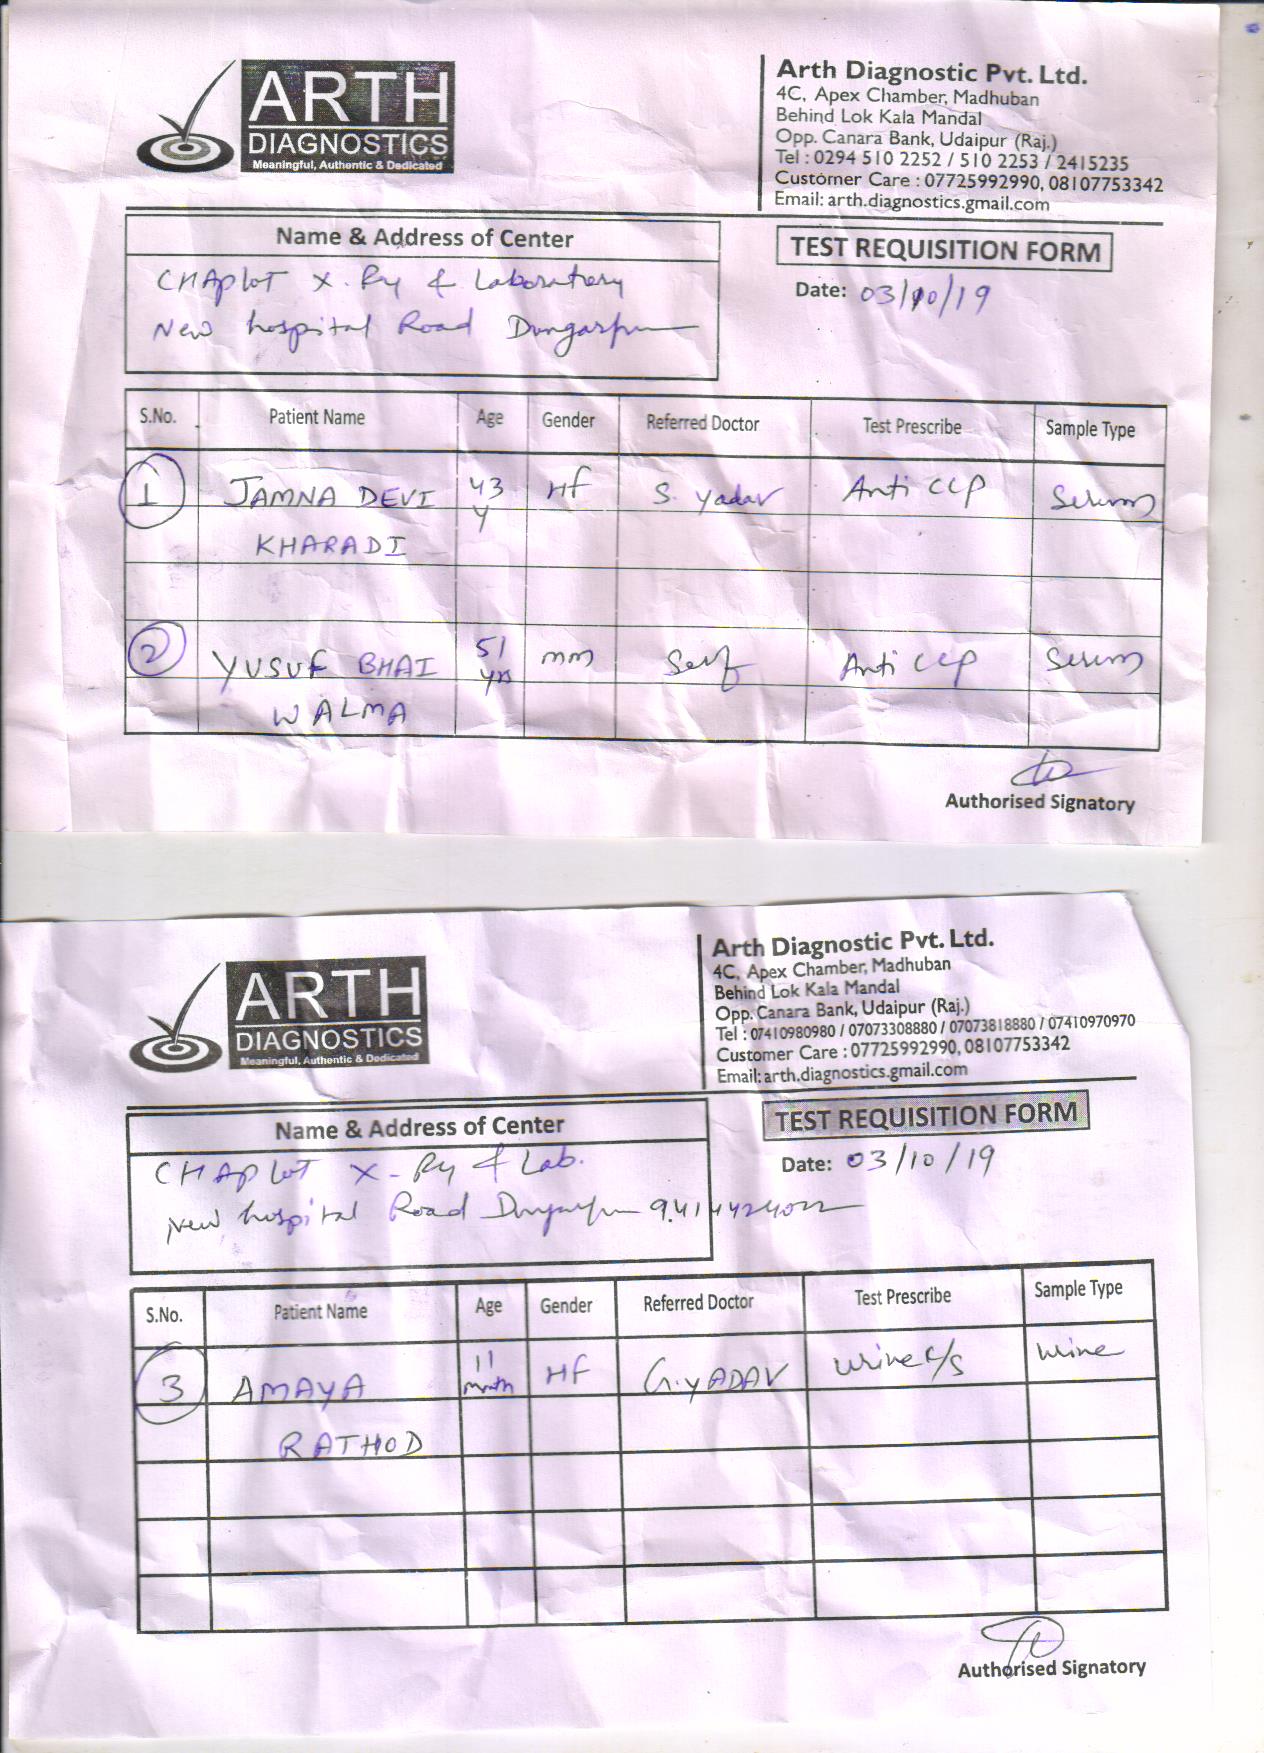 ARTH
DIAGNOSTICS
Meaningful, Authentic & Dedicated
Arth Diagnostic Pvt. Ltd.
4C, Apex Chamber, Madhuban
Behind Lok Kala Mandal
Opp. Canara Bank, Udaipur (Raj.)
Tel : 0294 510 2252 / 510 2253 / 2415235
Customer Care : 07725992990, 08107753342
Email: arth.diagnostics.gmail.com
Name & Address of Center
TEST REQUISITION FORM
CHAplot X-Ry & Laboratory
New hospital Road Dungarpur
Date: 03/10/19
S.No. Patient Name Age Gender Referred Doctor Test Prescribe Sample Type
1 JAMNA DEVI 43 HF S. Yadav Anti CCP Serum
Y
KHARADI
2 YUSUF BHAI 51 mm Self Anti CCP Serum
yrs
WALMA
Authorised Signatory
ARTH
DIAGNOSTICS
Meaningful, Authentic & Dedicated
Arth Diagnostic Pvt. Ltd.
4C, Apex Chamber, Madhuban
Behind Lok Kala Mandal
Opp. Canara Bank, Udaipur (Raj.)
Tel : 07410980980 / 07073308880 / 07073818880 / 07410970970
Customer Care : 07725992990, 08107753342
Email: arth.diagnostics.gmail.com
Name & Address of Center
TEST REQUISITION FORM
CHAplot X-Ry & Lab.
Date: 03/10/19
New hospital Road Dungarpur 9414424022
S.No. Patient Name Age Gender Referred Doctor Test Prescribe Sample Type
3 AMAYA 11 HF G. YADAV Urine C/S Urine
month
RATHOD
Authorised Signatory